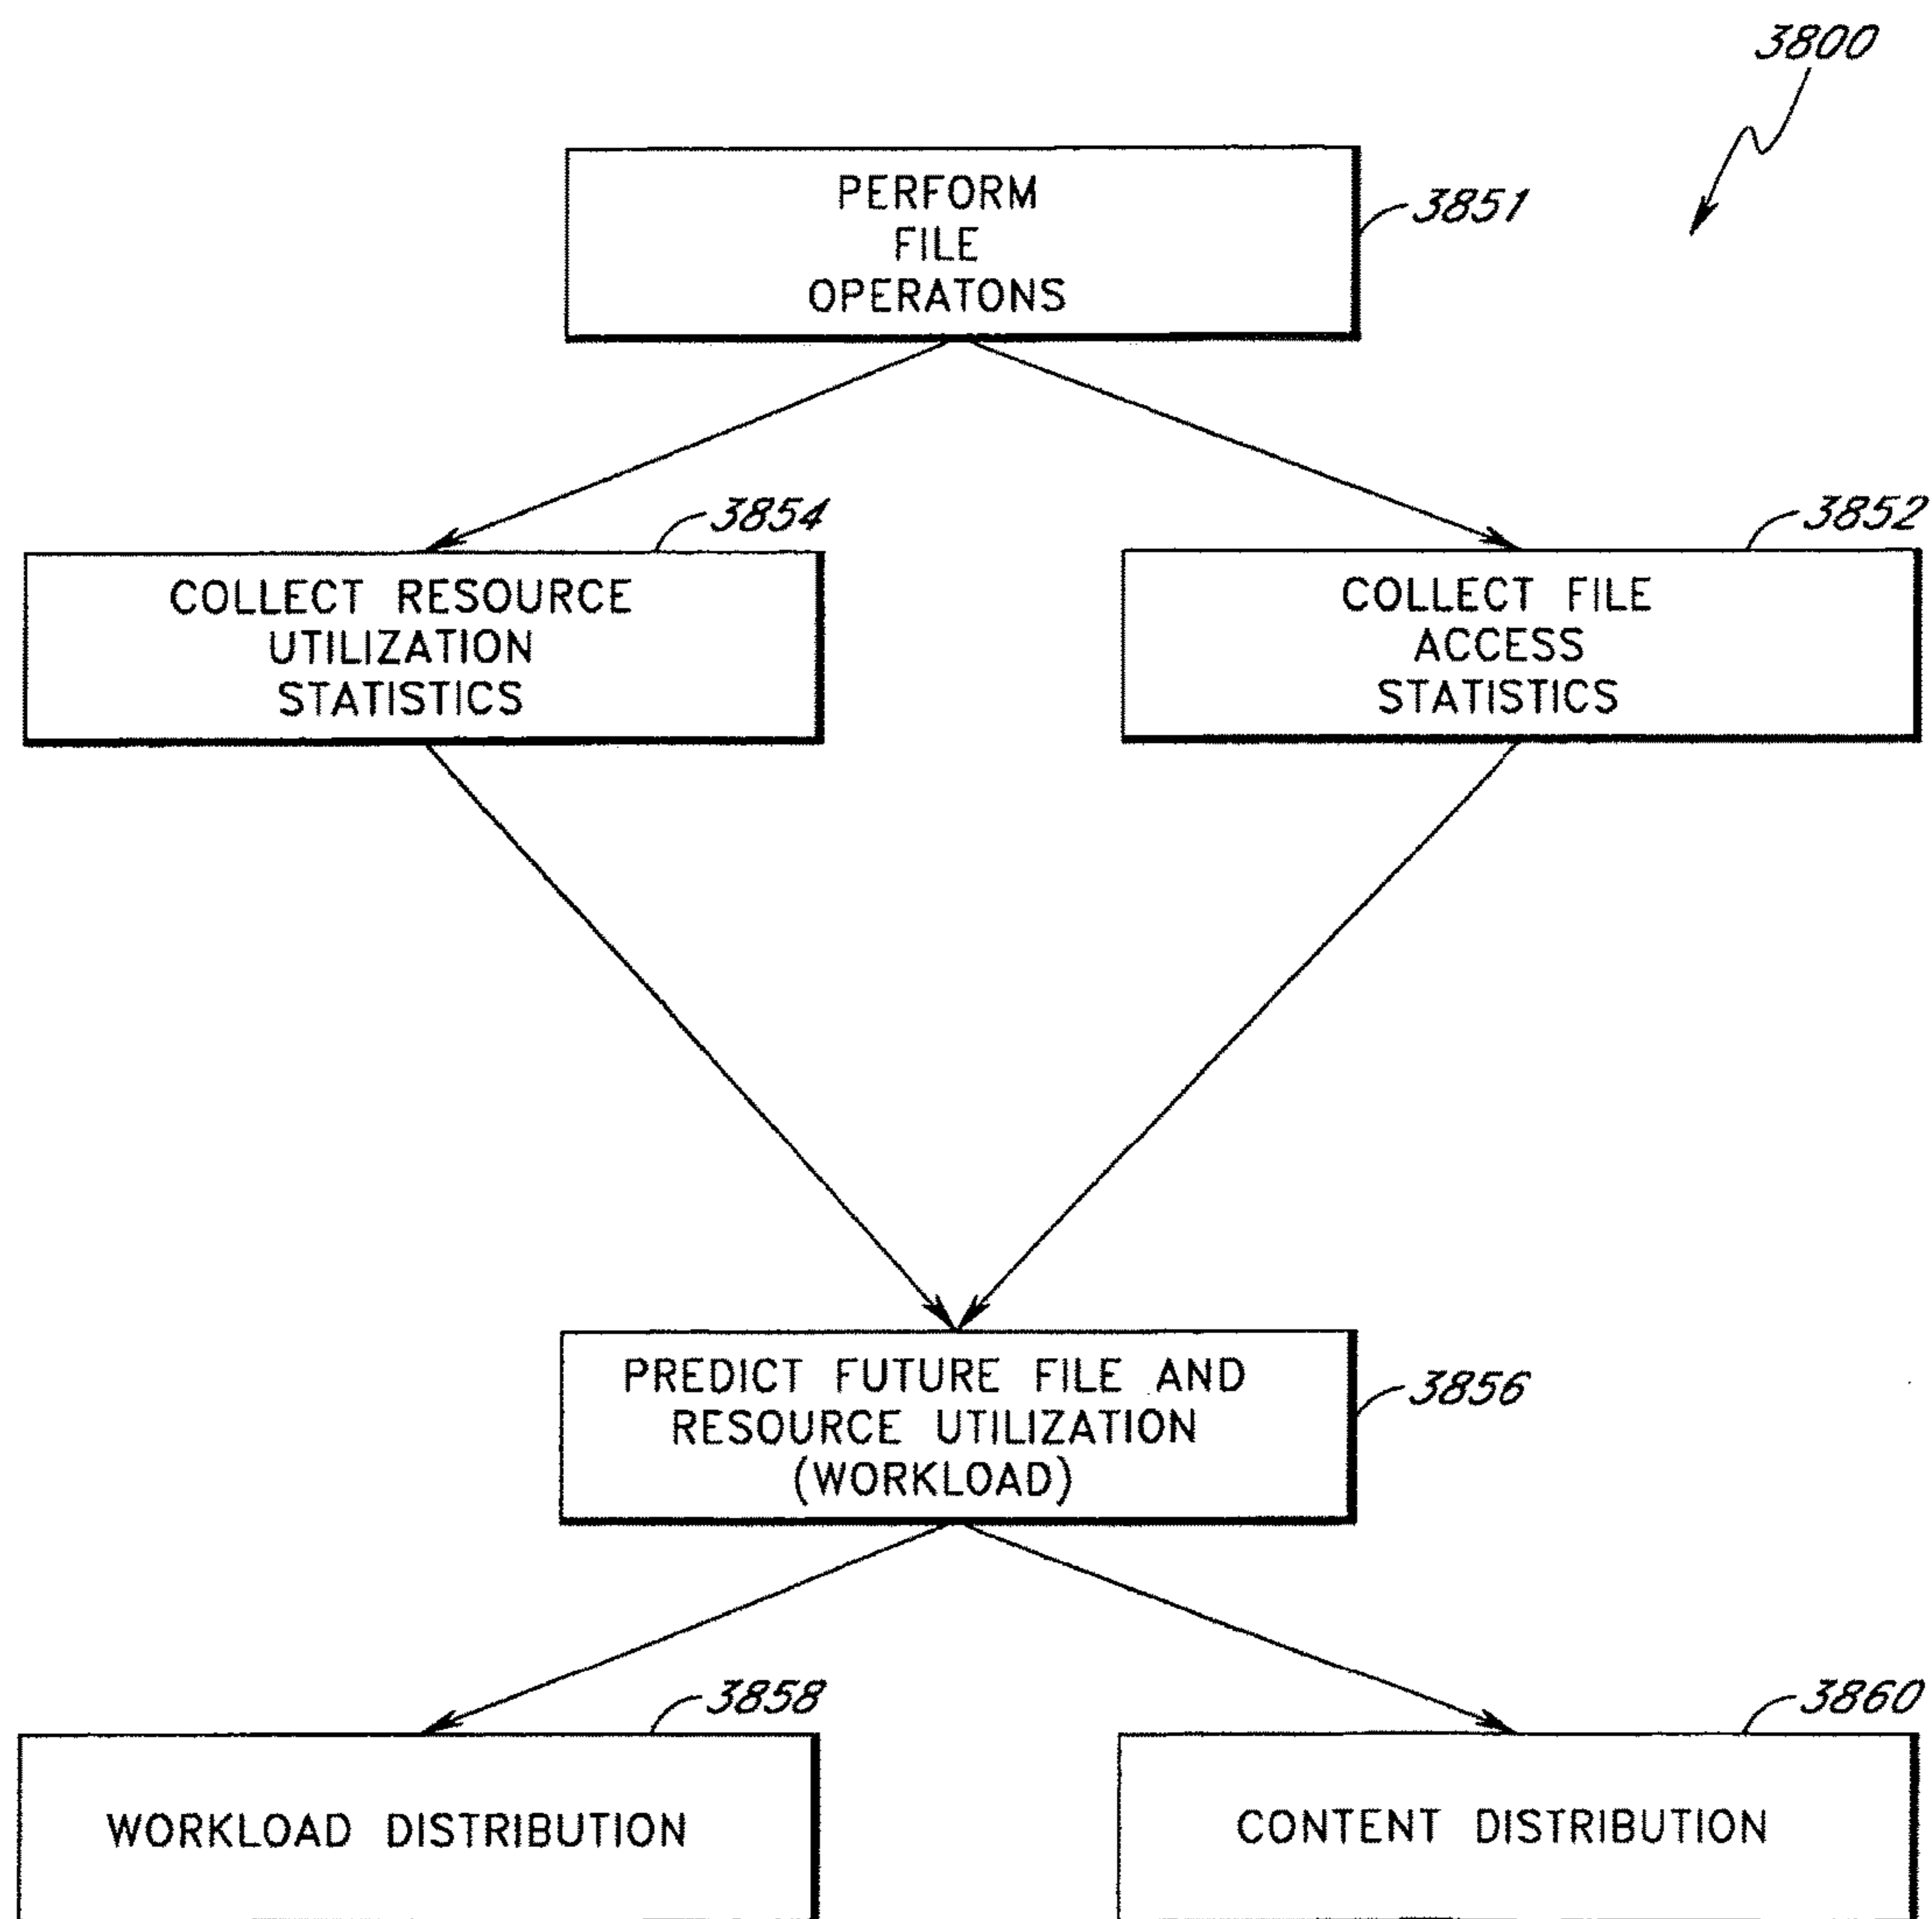 3800
PERFORM
FILE
OPERATONS
3851
3854
3852
COLLECT RESOURCE
UTILIZATION
STATISTICS
COLLECT FILE
ACCESS
STATISTICS
PREDICT FUTURE FILE AND
RESOURCE UTILIZATION
(WORKLOAD)
3856
3858
3860
WORKLOAD DISTRIBUTION
CONTENT DISTRIBUTION